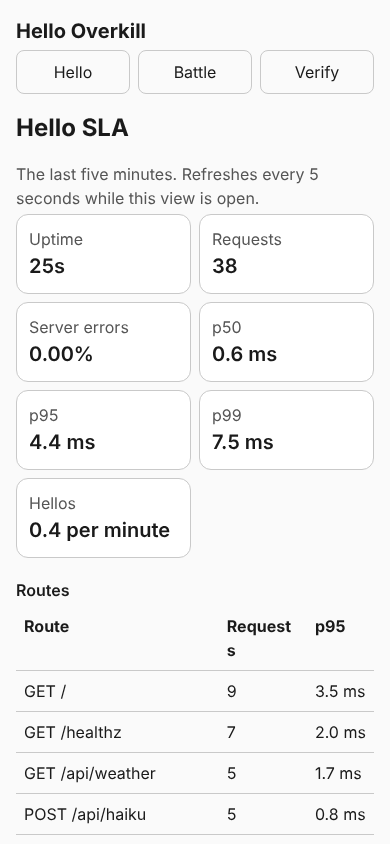 Hello Overkill
Hello Battle Verify
Hello SLA
The last five minutes. Refreshes every 5
seconds while this view is open.
Uptime Requests
25s 38
Server errors p50
0.00% 0.6 ms
p95 p99
4.4 ms 7.5 ms
Hellos
0.4 per minute
Routes
Route Request p95
s
GET / 9 3.5 ms
GET /healthz 7 2.0 ms
GET /api/weather 5 1.7 ms
POST /api/haiku 5 0.8 ms